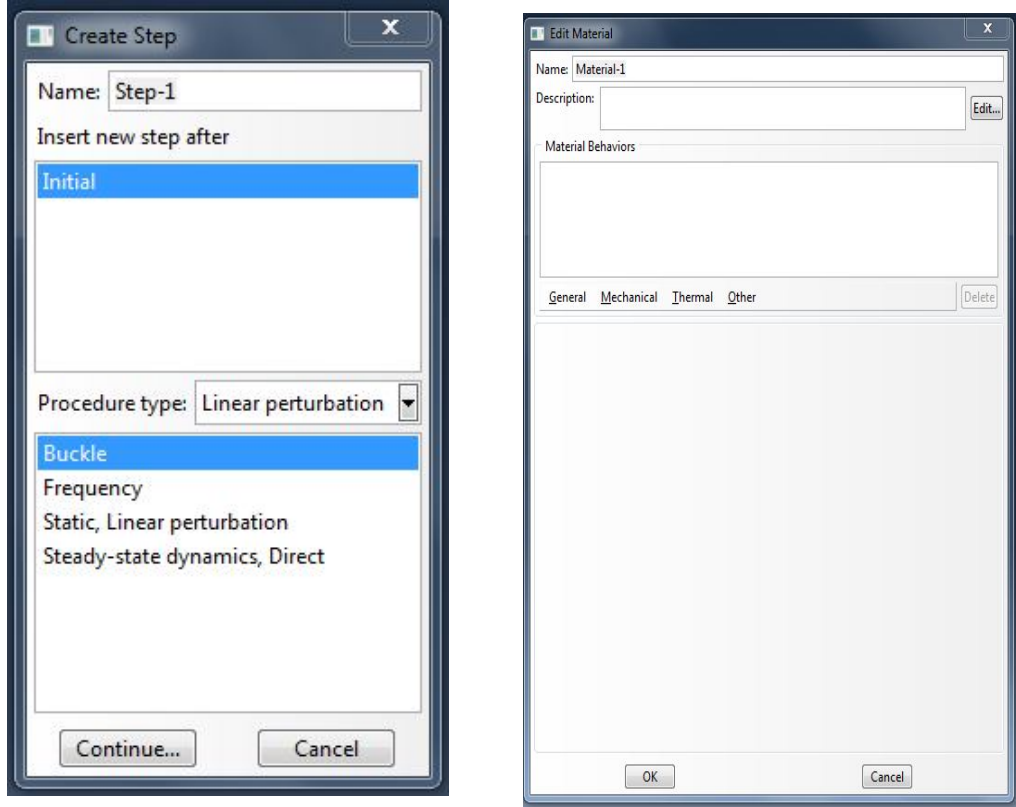 Create Step
X
Name: Step-1
Insert new step after
Initial
Procedure type: Linear perturbation
Buckle
Frequency
Static, Linear perturbation
Steady-state dynamics, Direct
Continue... Cancel
Edit Material
X
Name: Material-1
Description:
Edit...
Material Behaviors
General Mechanical Thermal Other Delete
OK Cancel